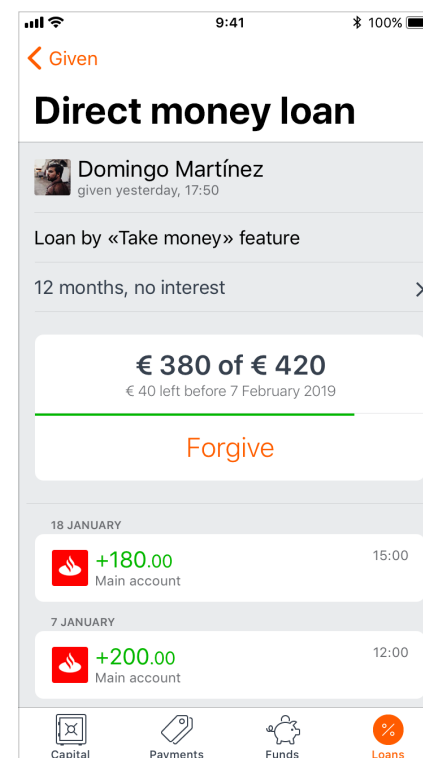 9:41
100%
Given
Direct money loan
Domingo Martínez
given yesterday, 17:50
Loan by «Take money» feature
12 months, no interest
€ 380 of € 420
€ 40 left before 7 February 2019
Forgive
18 JANUARY
+180.00
15:00
Main account
7 JANUARY
+200.00
12:00
Main account
Capital
Payments
Funds
%
Loans